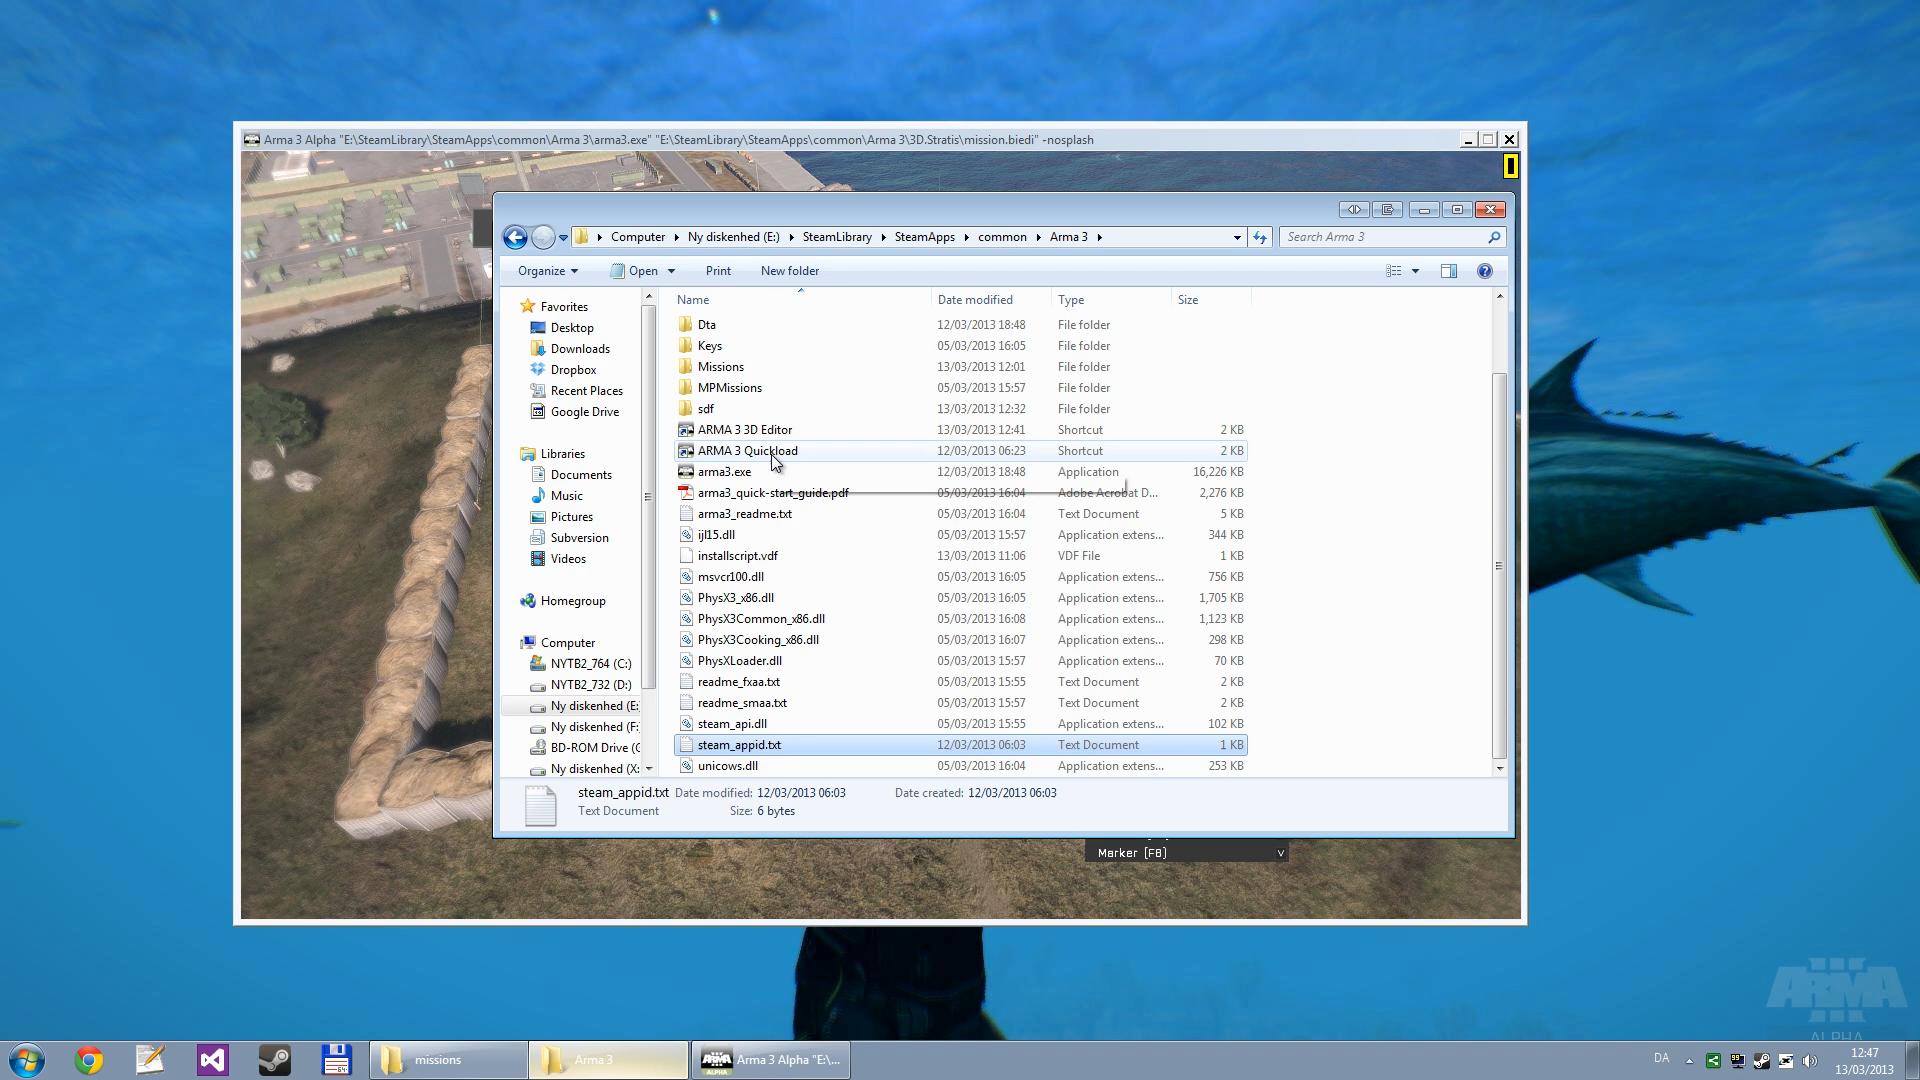 Arma 3 Alpha "E:\SteamLibrary\SteamApps\common\Arma 3\arma3.exe" "E:\SteamLibrary\SteamApps\common\Arma 3\3D.Stratis\mission.biedi" -nosplash
Computer Ny diskenhed (E:) SteamLibrary SteamApps common Arma 3 Search Arma 3
Organize Open Print New folder
Favorites
Desktop
Downloads
Dropbox
Recent Places
Google Drive
Libraries
Documents
Music
Pictures
Subversion
Videos
Homegroup
Computer
NYTB2_764 (C:)
NYTB2_732 (D:)
Ny diskenhed (E:
Ny diskenhed (F:
BD-ROM Drive (G
Ny diskenhed (X:
Name Date modified Type Size
Dta 12/03/2013 18:48 File folder
Keys 05/03/2013 16:05 File folder
Missions 13/03/2013 12:01 File folder
MPMissions 05/03/2013 15:57 File folder
sdf 13/03/2013 12:32 File folder
ARMA 3 3D Editor 13/03/2013 12:41 Shortcut 2 KB
ARMA 3 Quickload 12/03/2013 06:23 Shortcut 2 KB
arma3.exe 12/03/2013 18:48 Application 16,226 KB
arma3_quick-start_guide.pdf 05/03/2013 16:04 Adobe Acrobat D... 2,276 KB
arma3_readme.txt 05/03/2013 16:04 Text Document 5 KB
ijl15.dll 05/03/2013 15:57 Application extens... 344 KB
installscript.vdf 13/03/2013 11:06 VDF File 1 KB
msvcr100.dll 05/03/2013 16:05 Application extens... 756 KB
PhysX3_x86.dll 05/03/2013 16:05 Application extens... 1,705 KB
PhysX3Common_x86.dll 05/03/2013 16:08 Application extens... 1,123 KB
PhysX3Cooking_x86.dll 05/03/2013 16:07 Application extens... 298 KB
PhysXLoader.dll 05/03/2013 15:57 Application extens... 70 KB
readme_fxaa.txt 05/03/2013 15:55 Text Document 2 KB
readme_smaa.txt 05/03/2013 15:57 Text Document 2 KB
steam_api.dll 05/03/2013 15:55 Application extens... 102 KB
steam_appid.txt 12/03/2013 06:03 Text Document 1 KB
unicows.dll 05/03/2013 16:04 Application extens... 253 KB
steam_appid.txt Date modified: 12/03/2013 06:03 Date created: 12/03/2013 06:03
Text Document Size: 6 bytes
Marker (F8) V
ARMA III
ALPHA
missions
Arma 3
ARMA ALPHA
Arma 3 Alpha "E:\...
64
DA
99
12:47
13/03/2013